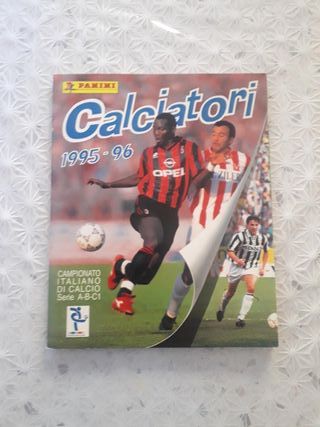 PANINI
Calciatori
1995-96
OPEL
CAMPIONATO
ITALIANO
DI CALCIO
Serie A-B-C1